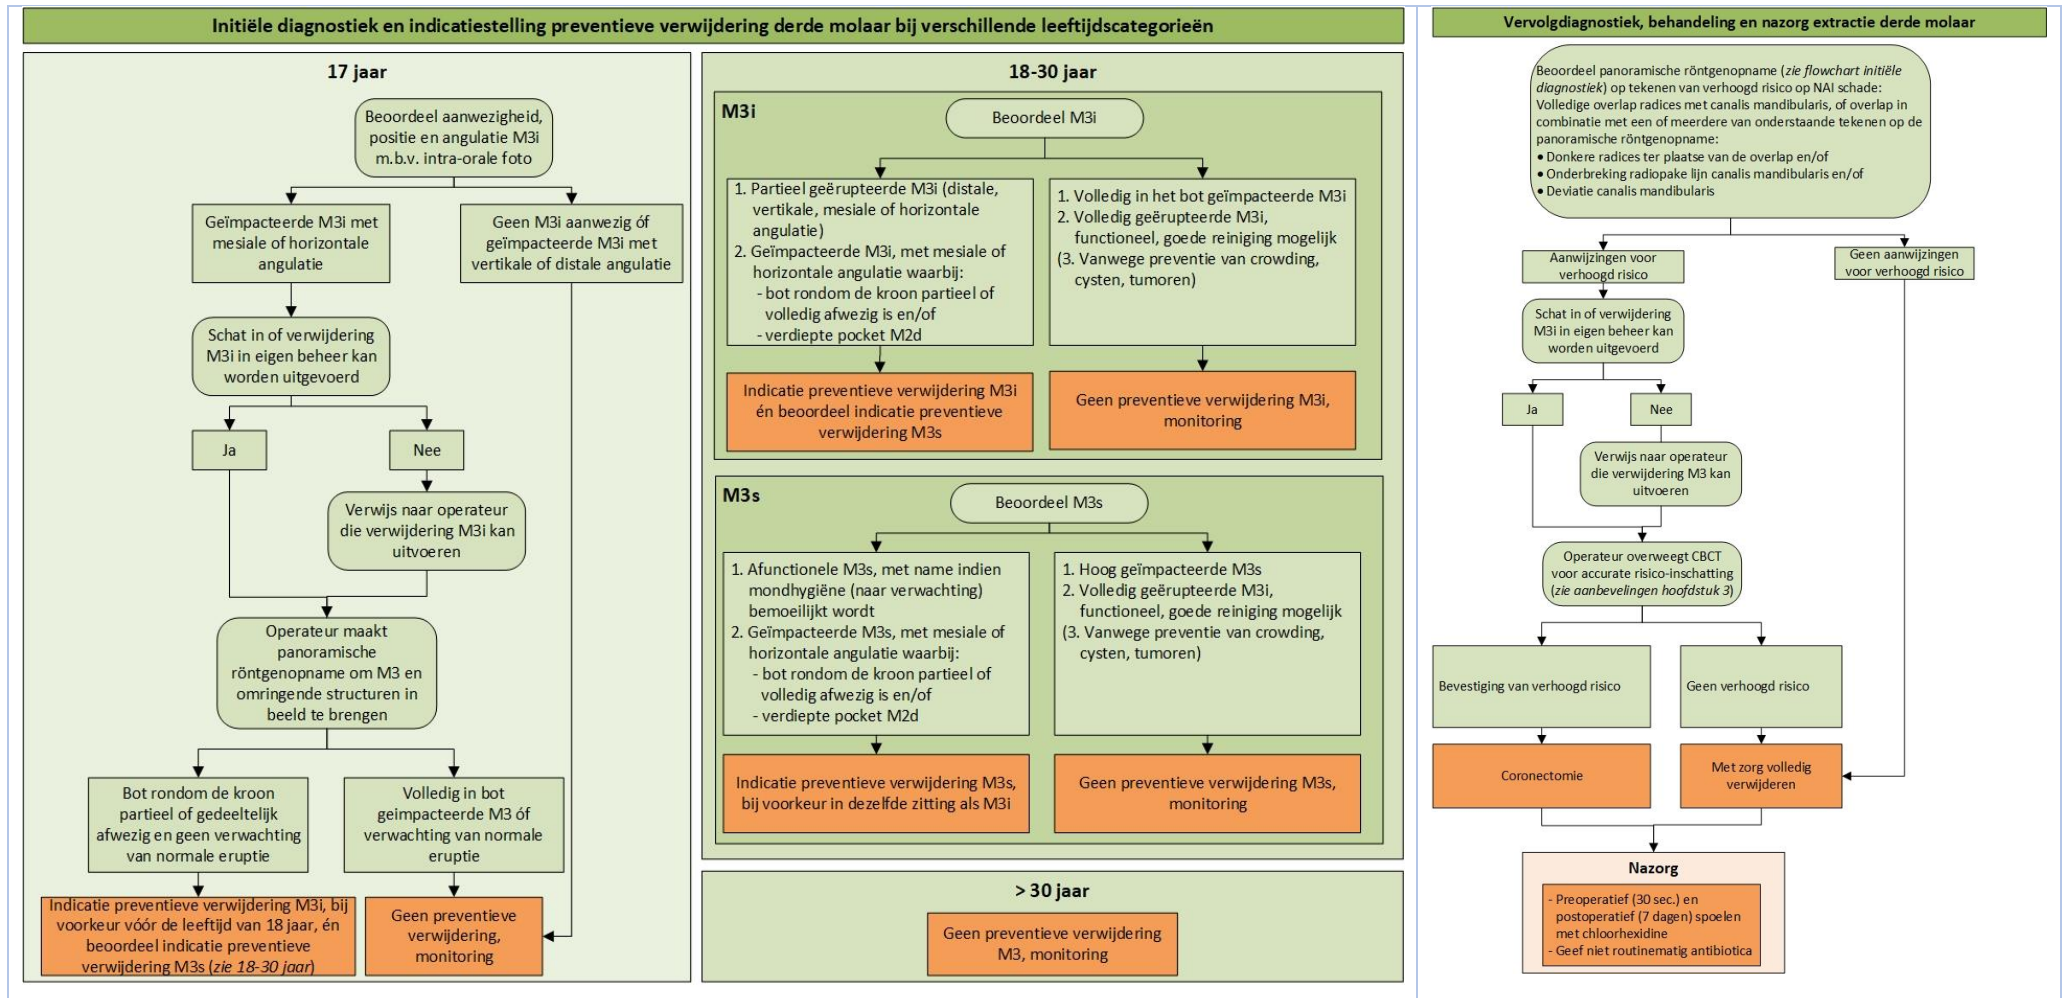 Initiële diagnostiek en indicatiestelling preventieve verwijdering derde molaar bij verschillende leeftijdscategorieën
17 jaar
Beoordeel aanwezigheid,
positie en angulatie M3i
m.b.v. intra-orale foto
Geïmpacteerde M3i met
mesiale of horizontale
angulatie
Geen M3i aanwezig óf
geïmpacteerde M3i met
vertikale of distale angulatie
Schat in of verwijdering
M3i in eigen beheer kan
worden uitgevoerd
Ja
Nee
Verwijs naar operateur
die verwijdering M3i kan
uitvoeren
Operateur maakt
panoramische
röntgenopname om M3 en
omringende structuren in
beeld te brengen
Bot rondom de kroon
partieel of gedeeltelijk
afwezig en geen verwachting
van normale eruptie
Volledig in bot
geimpacteerde M3 óf
verwachting van normale
eruptie
Indicatie preventieve verwijdering M3i, bij
voorkeur vóór de leeftijd van 18 jaar, én
beoordeel indicatie preventieve
verwijdering M3s (zie 18-30 jaar)
Geen preventieve
verwijdering,
monitoring
18-30 jaar
M3i
Beoordeel M3i
1. Partieel geërupteerde M3i (distale,
vertikale, mesiale of horizontale
angulatie)
2. Geïmpacteerde M3i, met mesiale of
horizontale angulatie waarbij:
- bot rondom de kroon partieel of
volledig afwezig is en/of
- verdiepte pocket M2d
1. Volledig in het bot geïmpacteerde M3i
2. Volledig geërupteerde M3i,
functioneel, goede reiniging mogelijk
(3. Vanwege preventie van crowding,
cysten, tumoren)
Indicatie preventieve verwijdering M3i
én beoordeel indicatie preventieve
verwijdering M3s
Geen preventieve verwijdering M3i,
monitoring
M3s
Beoordeel M3s
1. Afunctionele M3s, met name indien
mondhygiëne (naar verwachting)
bemoeilijkt wordt
2. Geïmpacteerde M3s, met mesiale of
horizontale angulatie waarbij:
- bot rondom de kroon partieel of
volledig afwezig is en/of
- verdiepte pocket M2d
1. Hoog geïmpacteerde M3s
2. Volledig geërupteerde M3i,
functioneel, goede reiniging mogelijk
(3. Vanwege preventie van crowding,
cysten, tumoren)
Indicatie preventieve verwijdering M3s,
bij voorkeur in dezelfde zitting als M3i
Geen preventieve verwijdering M3s,
monitoring
> 30 jaar
Geen preventieve verwijdering
M3, monitoring
Vervolgdiagnostiek, behandeling en nazorg extractie derde molaar
Beoordeel panoramische röntgenopname (zie flowchart initiële
diagnostiek) op tekenen van verhoogd risico op NAI schade:
Volledige overlap radices met canalis mandibularis, of overlap in
combinatie met een of meerdere van onderstaande tekenen op de
panoramische röntgenopname:
• Donkere radices ter plaatse van de overlap en/of
• Onderbreking radiopake lijn canalis mandibularis en/of
• Deviatie canalis mandibularis
Aanwijzingen voor
verhoogd risico
Geen aanwijzingen
voor verhoogd risico
Schat in of verwijdering
M3i in eigen beheer kan
worden uitgevoerd
Ja
Nee
Verwijs naar operateur
die verwijdering M3 kan
uitvoeren
Operateur overweegt CBCT
voor accurate risico-inschatting
(zie aanbevelingen hoofdstuk 3)
Bevestiging van verhoogd risico
Geen verhoogd risico
Coronectomie
Met zorg volledig
verwijderen
Nazorg
- Preoperatief (30 sec.) en
postoperatief (7 dagen) spoelen
met chloorhexidine
- Geef niet routinematig antibiotica